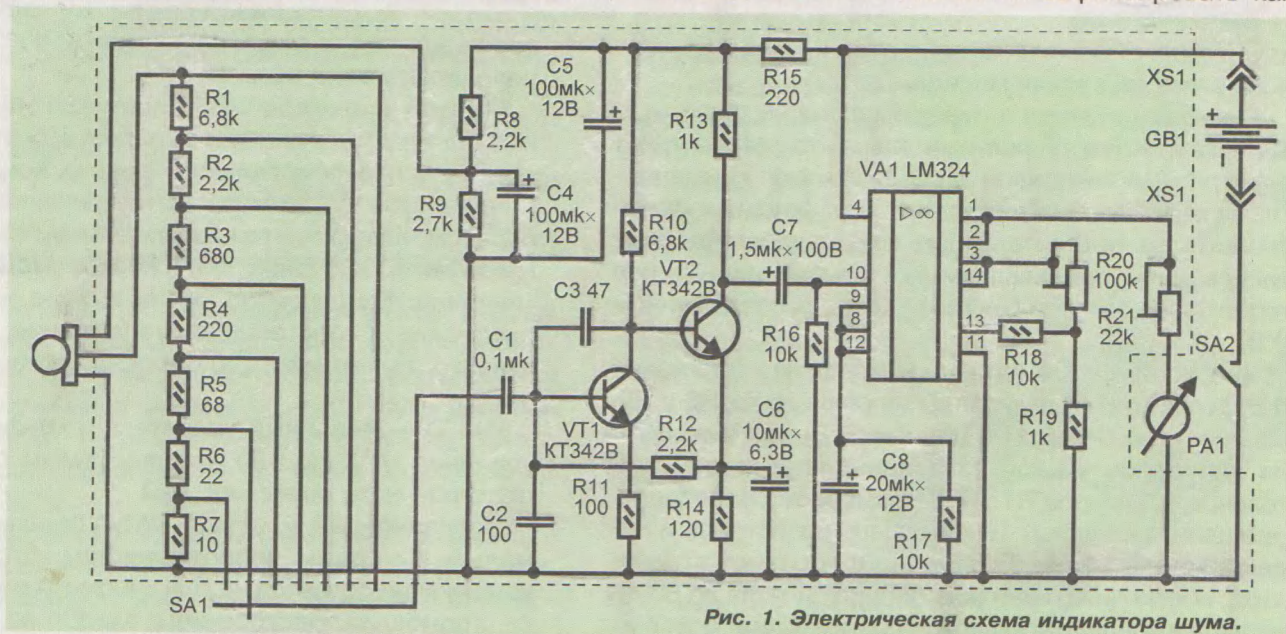 R1
6,8k
R2
2,2k
R3
680
R4
220
R5
68
R6
22
R7
10
SA1
R8
2,2k
R9
2,7k
C5
100мк×
12В
C4
100мк×
12В
C3 47
C1
0,1мк
VT1
КТ342В
C2
100
R10
6,8k
VT2
КТ342В
R11
100
R12
2,2k
R13
1k
R14
120
C6
10мк×
6,3В
R15
220
C7
1,5мк×100В
R16
10k
C8
20мк×
12В
VA1 LM324
▷∞
4
10
9
8
12
1
2
3
14
13
11
R17
10k
R18
10k
R19
1k
R20
100k
R21
22k
XS1
GB1
XS1
SA2
PA1
Рис. 1. Электрическая схема индикатора шума.